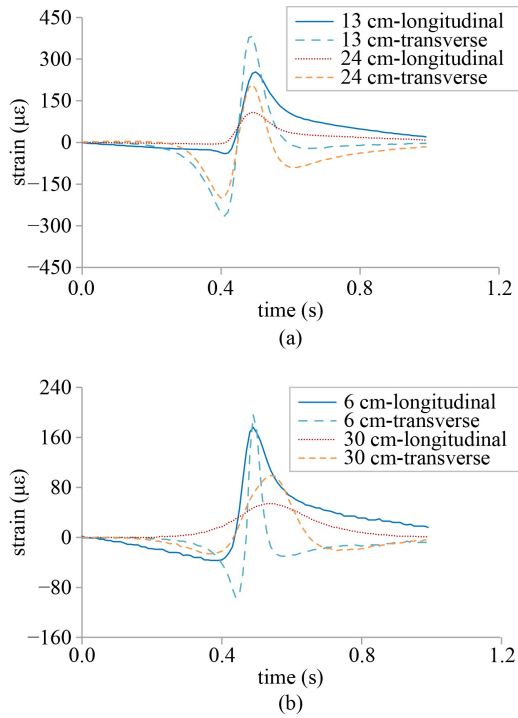 450
300
150
0
−150
−300
−450
strain (με)
13 cm-longitudinal
13 cm-transverse
24 cm-longitudinal
24 cm-transverse
0.0 0.4 0.8 1.2
time (s)
(a)
240
160
80
0
−80
−160
strain (με)
6 cm-longitudinal
6 cm-transverse
30 cm-longitudinal
30 cm-transverse
0.0 0.4 0.8 1.2
time (s)
(b)